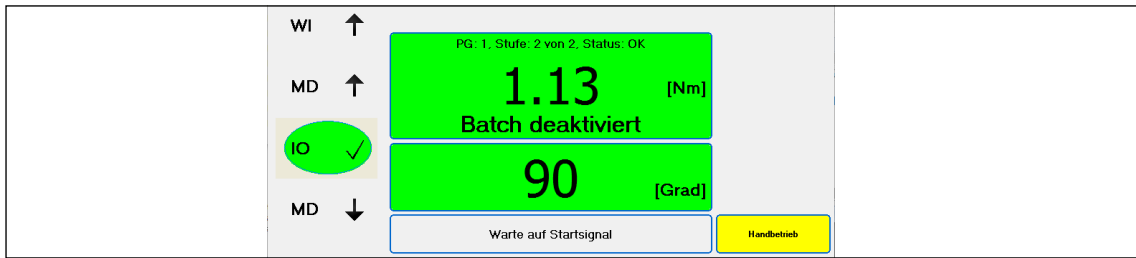 WI
MD
IO
MD
PG: 1, Stufe: 2 von 2, Status: OK
1.13 [Nm]
Batch deaktiviert
90 [Grad]
Warte auf Startsignal
Handbetrieb